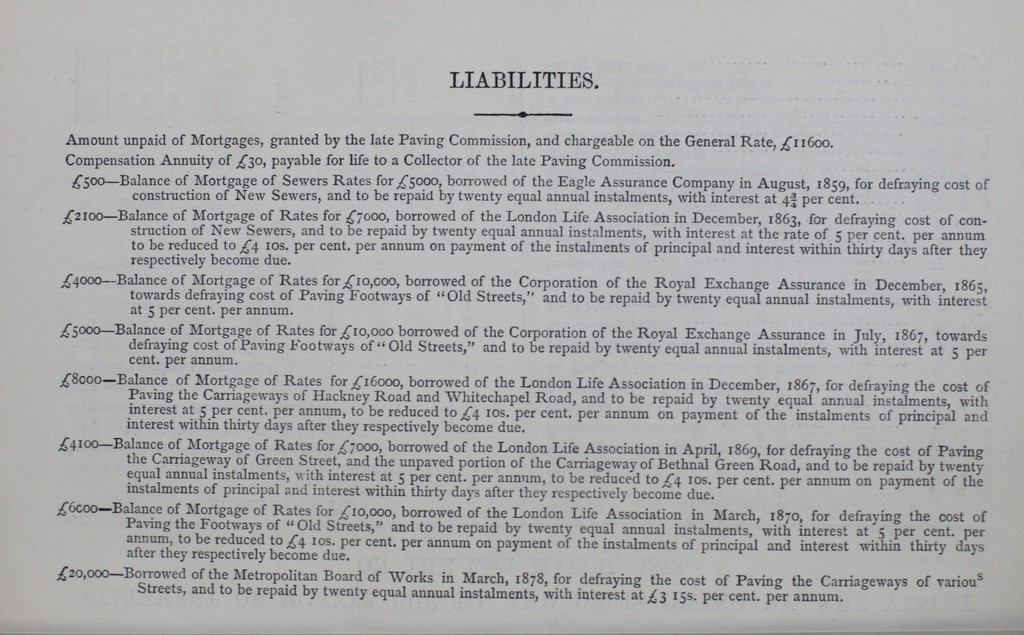 LIABILITIES.
Amount unpaid of Mortgages, granted by the late Paving Commission, and chargeable on the General Rate, £11600.
Compensation Annuity of £30, payable for life to a Collector of the late Paving Commission.
£500—Balance of Mortgage of Sewers Rates for £5000, borrowed of the Eagle Assurance Company in August, 1859, for defraying cost of
construction of New Sewers, and to be repaid by twenty equal annual instalments, with interest at 4¾ per cent.
£2100—Balance of Mortgage of Rates for £7000, borrowed of the London Life Association in December, 1863, for defraying cost of con-
struction of New Sewers, and to be repaid by twenty equal annual instalments, with interest at the rate of 5 per cent. per annum
to be reduced to £4 10s. per cent. per annum on payment of the instalments of principal and interest within thirty days after they
respectively become due.
£4000—Balance of Mortgage of Rates for £10,000, borrowed of the Corporation of the Royal Exchange Assurance in December, 1865,
towards defraying cost of Paving Footways of "Old Streets," and to be repaid by twenty equal annual instalments, with interest
at 5 per cent. per annum.
£5000—Balance of Mortgage of Rates for £10,000 borrowed of the Corporation of the Royal Exchange Assurance in July, 1867, towards
defraying cost of Paving Footways of "Old Streets," and to be repaid by twenty equal annual instalments, with interest at 5 per
cent. per annum.
£8000—Balance of Mortgage of Rates for £16000, borrowed of the London Life Association in December, 1867, for defraying the cost of
Paving the Carriageways of Hackney Road and Whitechapel Road, and to be repaid by twenty equal annual instalments, with
interest at 5 per cent. per annum, to be reduced to £4 10s. per cent. per annum on payment of the instalments of principal and
interest within thirty days after they respectively become due.
£4100—Balance of Mortgage of Rates for £7000, borrowed of the London Life Association in April, 1869, for defraying the cost of Paving
the Carriageway of Green Street, and the unpaved portion of the Carriageway of Bethnal Green Road, and to be repaid by twenty
equal annual instalments, with interest at 5 per cent. per annum, to be reduced to £4 10s. per cent. per annum on payment of the
instalments of principal and interest within thirty days after they respectively become due.
£6000—Balance of Mortgage of Rates for £10,000, borrowed of the London Life Association in March, 1870, for defraying the cost of
Paving the Footways of "Old Streets," and to be repaid by twenty equal annual instalments, with interest at 5 per cent. per
annum, to be reduced to £4 10s. per cent. per annum on payment of the instalments of principal and interest within thirty days
after they respectively become due.
£20,000—Borrowed of the Metropolitan Board of Works in March, 1878, for defraying the cost of Paving the Carriageways of various
Streets, and to be repaid by twenty equal annual instalments, with interest at £3 15s. per cent. per annum.